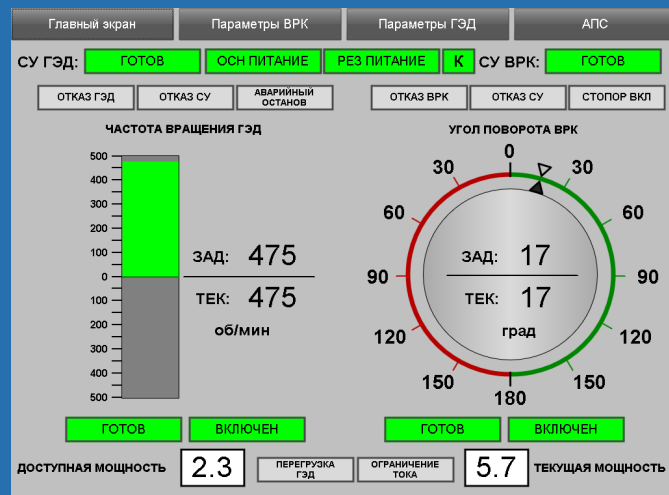 Главный экран
Параметры ВРК
Параметры ГЭД
АПС
СУ ГЭД: ГОТОВ ОСН ПИТАНИЕ РЕЗ ПИТАНИЕ К СУ ВРК: ГОТОВ
ОТКАЗ ГЭД
ОТКАЗ СУ
АВАРИЙНЫЙ
ОСТАНОВ
ОТКАЗ ВРК
ОТКАЗ СУ
СТОПОР ВКЛ
ЧАСТОТА ВРАЩЕНИЯ ГЭД
500
400
300
200
100
0
100
200
300
400
500
ЗАД: 475
ТЕК: 475
об/мин
УГОЛ ПОВОРОТА ВРК
0
30
30
60
60
90
90
120
120
150
150
180
ЗАД: 17
ТЕК: 17
град
ГОТОВ
ВКЛЮЧЕН
ГОТОВ
ВКЛЮЧЕН
ДОСТУПНАЯ МОЩНОСТЬ 2.3
ПЕРЕГРУЗКА
ГЭД
ОГРАНИЧЕНИЕ
ТОКА
5.7 ТЕКУЩАЯ МОЩНОСТЬ